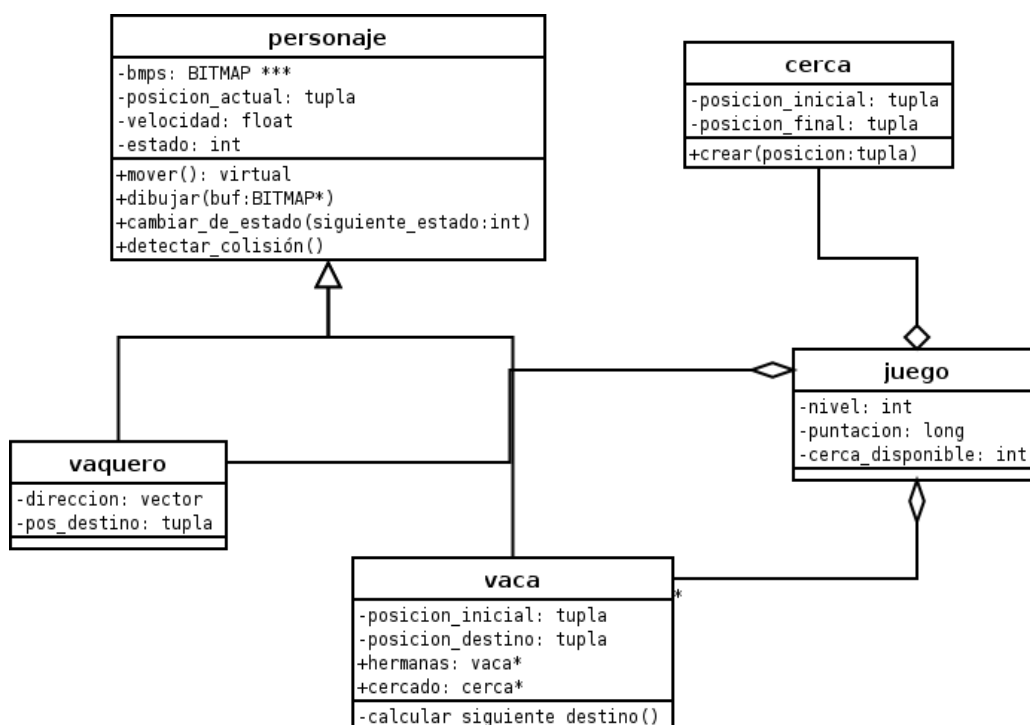 personaje
-bmps: BITMAP ***
-posicion_actual: tupla
-velocidad: float
-estado: int
+mover(): virtual
+dibujar(buf:BITMAP*)
+cambiar_de_estado(siguiente_estado:int)
+detectar_colisión()
cerca
-posicion_inicial: tupla
-posicion_final: tupla
+crear(posicion:tupla)
juego
-nivel: int
-puntacion: long
-cerca_disponible: int
vaquero
-direccion: vector
-pos_destino: tupla
vaca
*
-posicion_inicial: tupla
-posicion_destino: tupla
+hermanas: vaca*
+cercado: cerca*
-calcular_siguiente_destino()